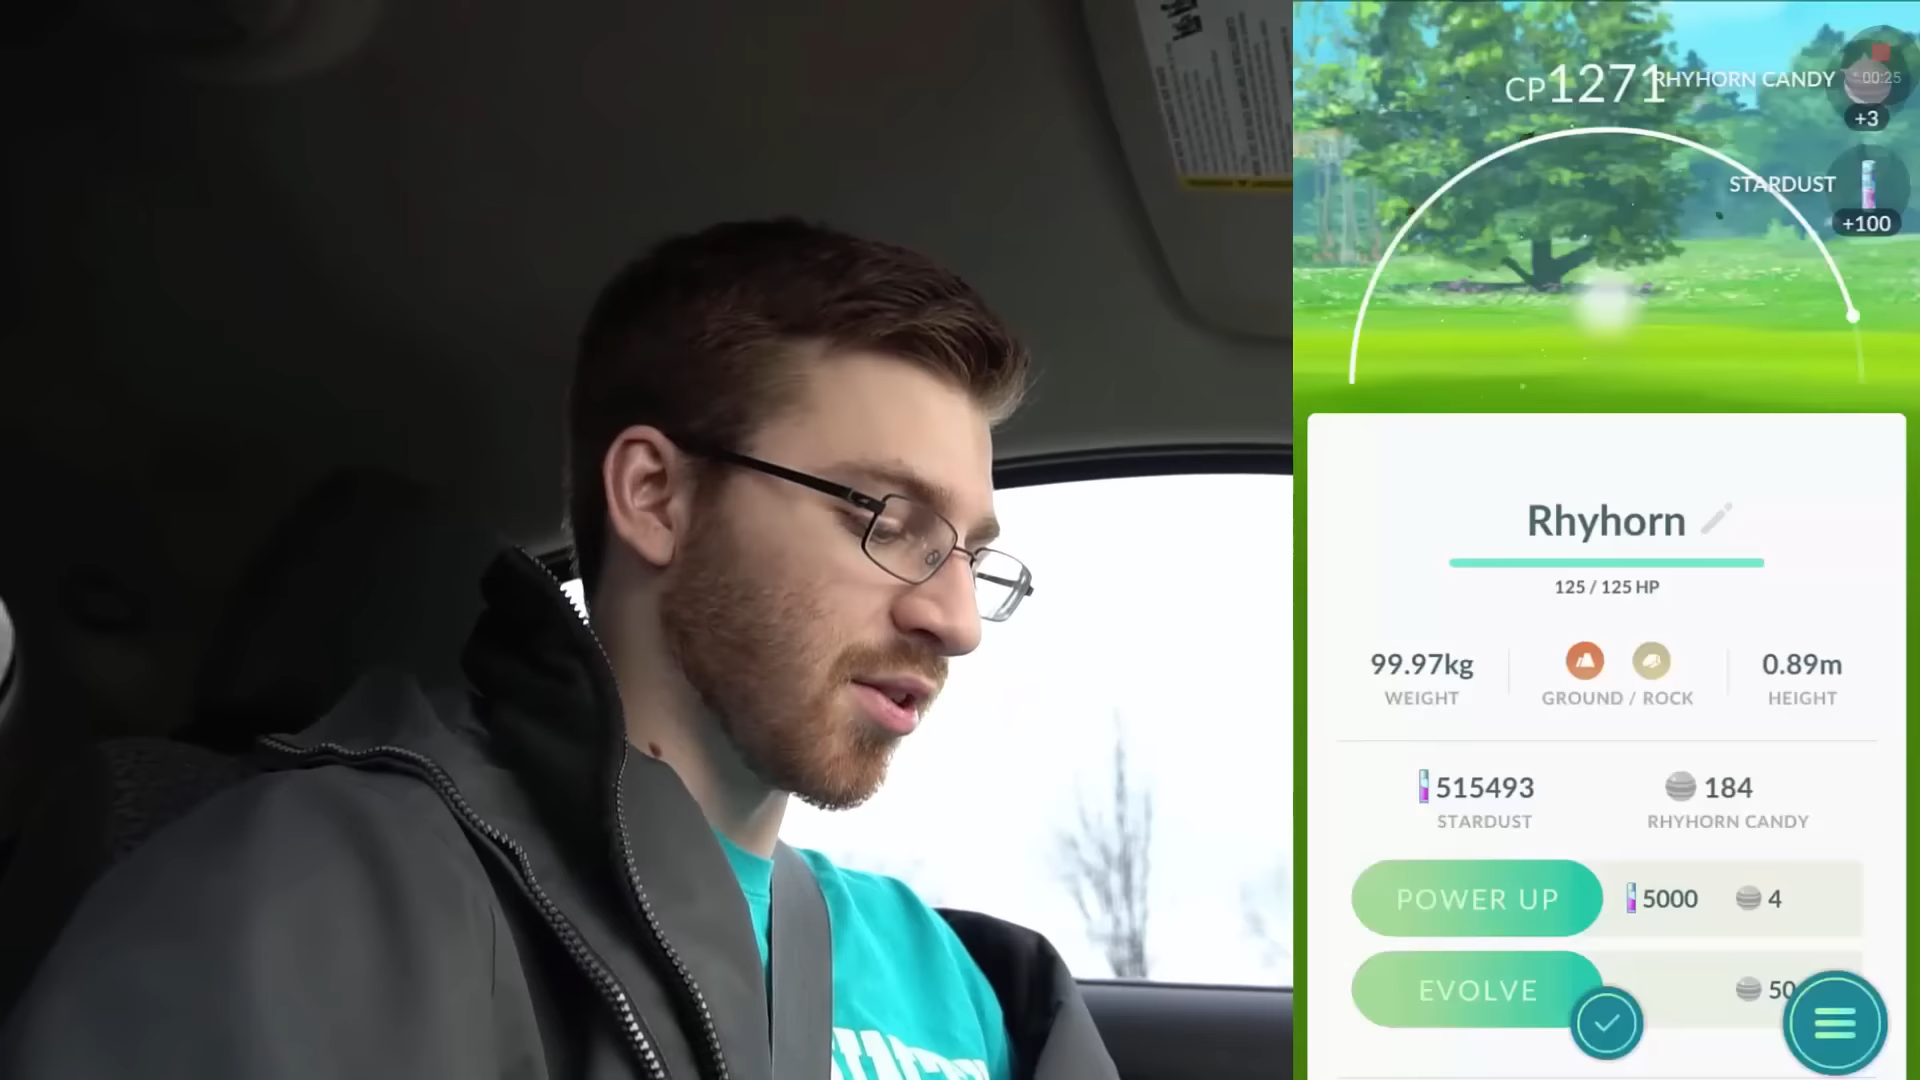 CP1271
RHYHORN CANDY
00:25
+3
STARDUST
+100
Rhyhorn
125 / 125 HP
99.97kg
WEIGHT
GROUND / ROCK
0.89m
HEIGHT
515493
STARDUST
184
RHYHORN CANDY
POWER UP
5000
4
EVOLVE
50